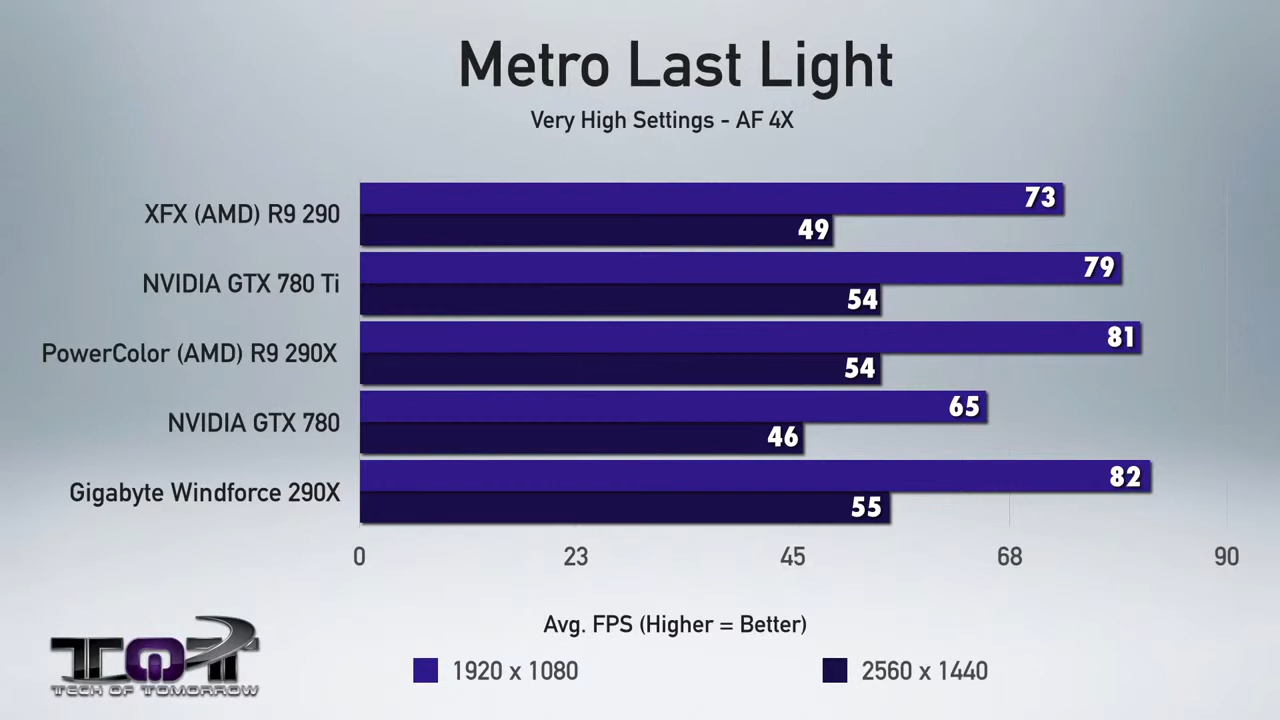 Metro Last Light
Very High Settings - AF 4X
XFX (AMD) R9 290
73
49
NVIDIA GTX 780 Ti
79
54
PowerColor (AMD) R9 290X
81
54
NVIDIA GTX 780
65
46
Gigabyte Windforce 290X
82
55
0 23 45 68 90
Avg. FPS (Higher = Better)
1920 x 1080 2560 x 1440
TOT
TECH OF TOMORROW